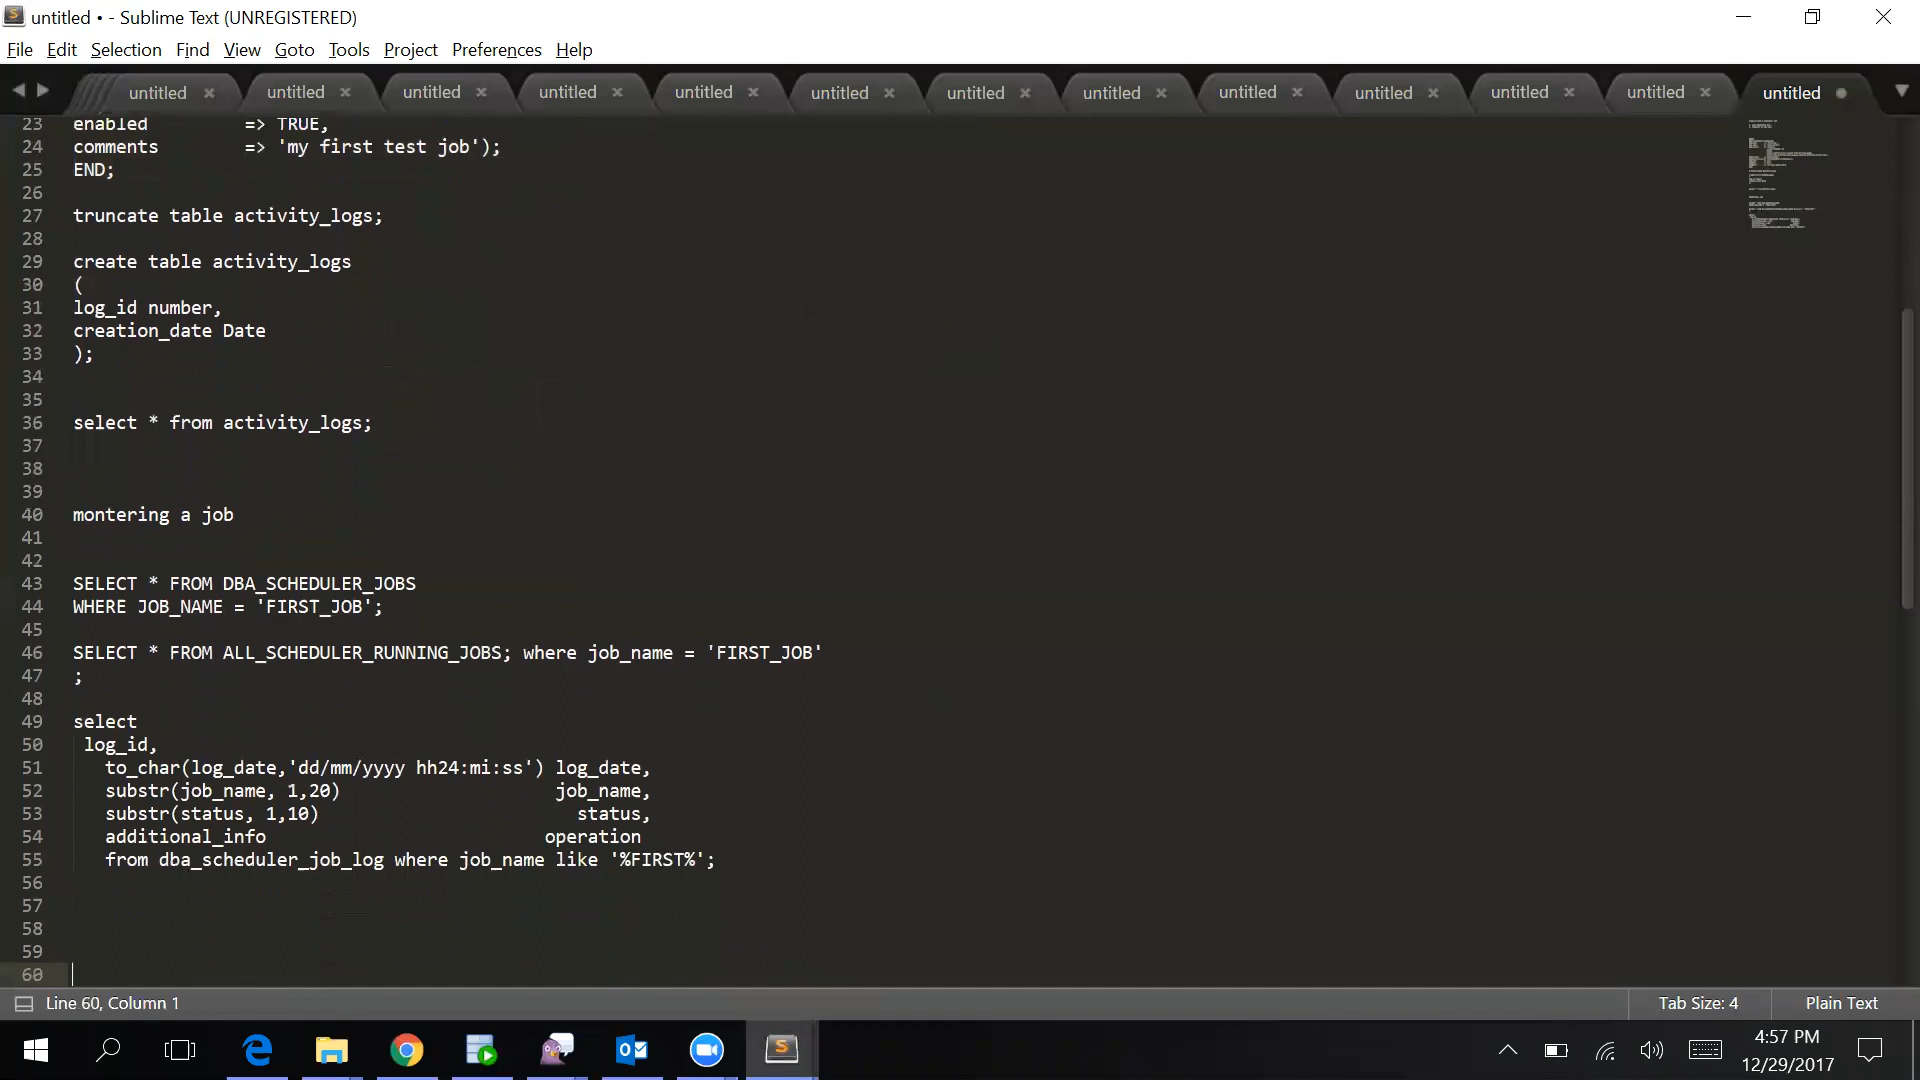 untitled • - Sublime Text (UNREGISTERED)
File Edit Selection Find View Goto Tools Project Preferences Help
untitled untitled untitled untitled untitled untitled untitled untitled untitled untitled untitled untitled untitled
23 enabled => TRUE,
24 comments => 'my first test job');
25 END;
26
27 truncate table activity_logs;
28
29 create table activity_logs
30 (
31 log_id number,
32 creation_date Date
33 );
34
35
36 select * from activity_logs;
37
38
39
40 montering a job
41
42
43 SELECT * FROM DBA_SCHEDULER_JOBS
44 WHERE JOB_NAME = 'FIRST_JOB';
45
46 SELECT * FROM ALL_SCHEDULER_RUNNING_JOBS; where job_name = 'FIRST_JOB'
47 ;
48
49 select
50 log_id,
51 to_char(log_date,'dd/mm/yyyy hh24:mi:ss') log_date,
52 substr(job_name, 1,20) job_name,
53 substr(status, 1,10) status,
54 additional_info operation
55 from dba_scheduler_job_log where job_name like '%FIRST%';
56
57
58
59
60
Line 60, Column 1 Tab Size: 4 Plain Text
4:57 PM
12/29/2017